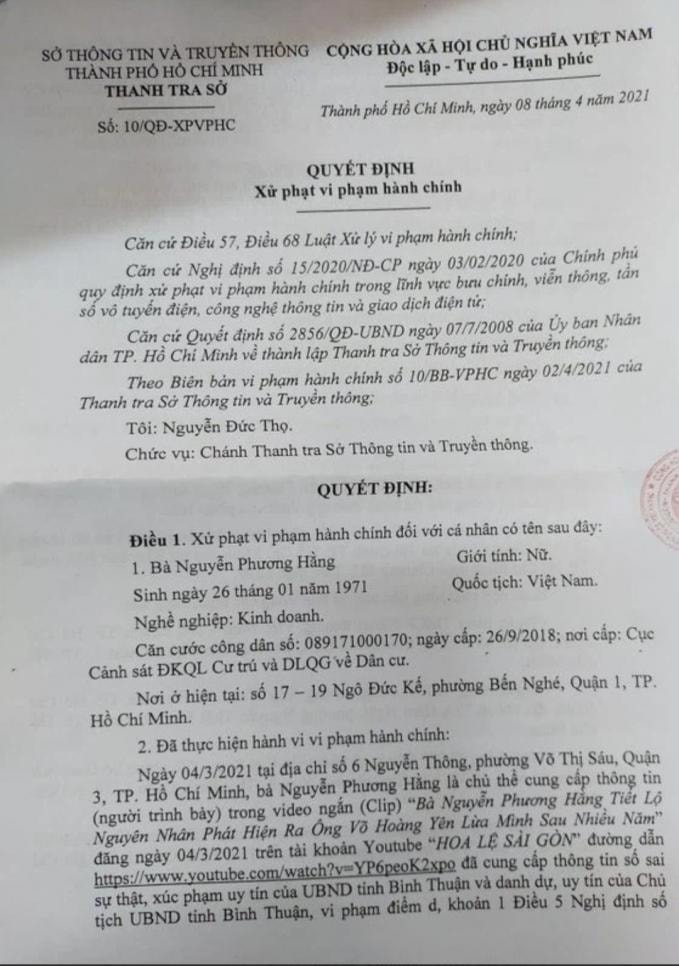 SỞ THÔNG TIN VÀ TRUYỀN THÔNG
THÀNH PHỐ HỒ CHÍ MINH
THANH TRA SỞ
Số: 10/QĐ-XPVPHC
CỘNG HÒA XÃ HỘI CHỦ NGHĨA VIỆT NAM
Độc lập - Tự do - Hạnh phúc
Thành phố Hồ Chí Minh, ngày 08 tháng 4 năm 2021
QUYẾT ĐỊNH
Xử phạt vi phạm hành chính
Căn cứ Điều 57, Điều 68 Luật Xử lý vi phạm hành chính;
Căn cứ Nghị định số 15/2020/NĐ-CP ngày 03/02/2020 của Chính phủ
quy định xử phạt vi phạm hành chính trong lĩnh vực bưu chính, viễn thông, tần
số vô tuyến điện, công nghệ thông tin và giao dịch điện tử;
Căn cứ Quyết định số 2856/QĐ-UBND ngày 07/7/2008 của Ủy ban Nhân
dân TP. Hồ Chí Minh về thành lập Thanh tra Sở Thông tin và Truyền thông;
Theo Biên bản vi phạm hành chính số 10/BB-VPHC ngày 02/4/2021 của
Thanh tra Sở Thông tin và Truyền thông;
Tôi: Nguyễn Đức Thọ.
Chức vụ: Chánh Thanh tra Sở Thông tin và Truyền thông.
QUYẾT ĐỊNH:
Điều 1. Xử phạt vi phạm hành chính đối với cá nhân có tên sau đây:
1. Bà Nguyễn Phương Hằng Giới tính: Nữ.
Sinh ngày 26 tháng 01 năm 1971 Quốc tịch: Việt Nam.
Nghề nghiệp: Kinh doanh.
Căn cước công dân số: 089171000170; ngày cấp: 26/9/2018; nơi cấp: Cục
Cảnh sát ĐKQL Cư trú và DLQG về Dân cư.
Nơi ở hiện tại: số 17 – 19 Ngô Đức Kế, phường Bến Nghé, Quận 1, TP.
Hồ Chí Minh.
2. Đã thực hiện hành vi vi phạm hành chính:
Ngày 04/3/2021 tại địa chỉ số 6 Nguyễn Thông, phường Võ Thị Sáu, Quận
3, TP. Hồ Chí Minh, bà Nguyễn Phương Hằng là chủ thể cung cấp thông tin
(người trình bày) trong video ngắn (Clip) “Bà Nguyễn Phương Hằng Tiết Lộ
Nguyên Nhân Phát Hiện Ra Ông Võ Hoàng Yên Lừa Mình Sau Nhiều Năm”
đăng ngày 04/3/2021 trên tài khoản Youtube “HOA LỆ SÀI GÒN” đường dẫn
https://www.youtube.com/watch?v=YP6peoK2xpo đã cung cấp thông tin số sai
sự thật, xúc phạm uy tín của UBND tỉnh Bình Thuận và danh dự, uy tín của Chủ
tịch UBND tỉnh Bình Thuận, vi phạm điểm d, khoản 1 Điều 5 Nghị định số